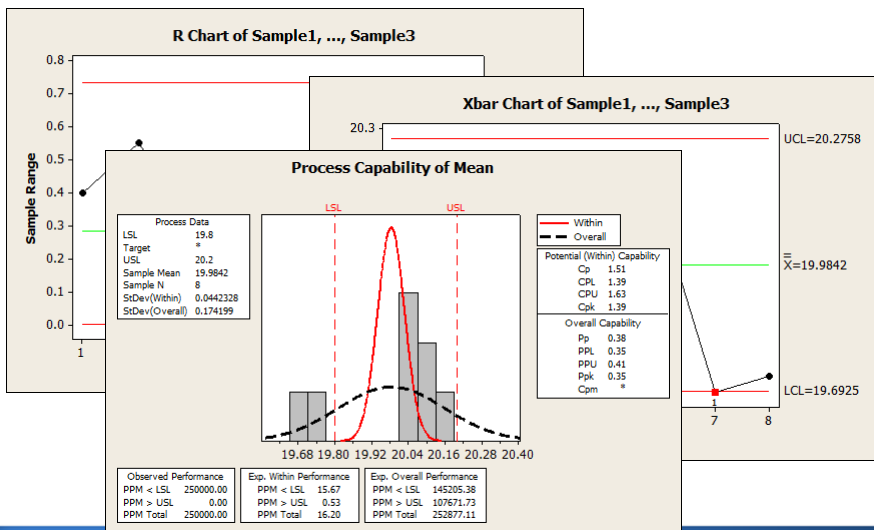 R Chart of Sample1, ..., Sample3
0.8
0.7
0.6
0.5
0.4
0.3
0.2
0.1
0.0
Sample Range
1
Xbar Chart of Sample1, ..., Sample3
20.3
UCL=20.2758
X=19.9842
LCL=19.6925
1
7
8
Process Capability of Mean
Process Data
LSL 19.8
Target *
USL 20.2
Sample Mean 19.9842
Sample N 8
StDev(Within) 0.0442328
StDev(Overall) 0.174199
LSL
USL
Within
Overall
Potential (Within) Capability
Cp 1.51
CPL 1.39
CPU 1.63
Cpk 1.39
Overall Capability
Pp 0.38
PPL 0.35
PPU 0.41
Ppk 0.35
Cpm *
19.68 19.80 19.92 20.04 20.16 20.28 20.40
Observed Performance
PPM < LSL 250000.00
PPM > USL 0.00
PPM Total 250000.00
Exp. Within Performance
PPM < LSL 15.67
PPM > USL 0.53
PPM Total 16.20
Exp. Overall Performance
PPM < LSL 145205.38
PPM > USL 107671.73
PPM Total 252877.11